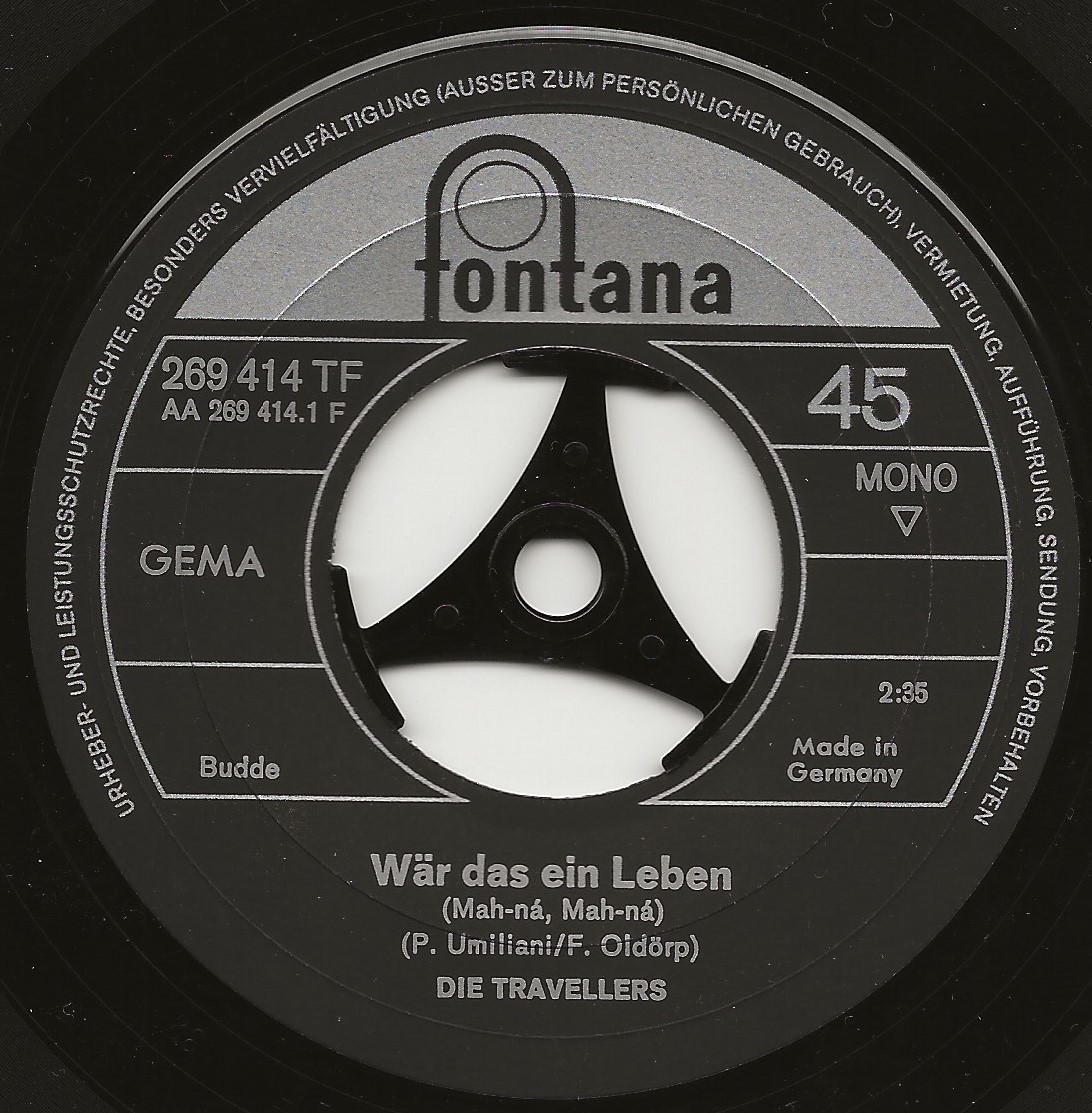 URHEBER- UND LEISTUNGSSCHUTZRECHTE, BESONDERS VERVIELFÄLTIGUNG (AUSSER ZUM PERSÖNLICHEN GEBRAUCH), VERMIETUNG, AUFFÜHRUNG, SENDUNG, VORBEHALTEN
fontana
269 414 TF
AA 269 414.1 F
45
MONO
GEMA
2:35
Budde
Made in
Germany
Wär das ein Leben
(Mah-ná, Mah-ná)
(P. Umiliani/F. Oldörp)
DIE TRAVELLERS